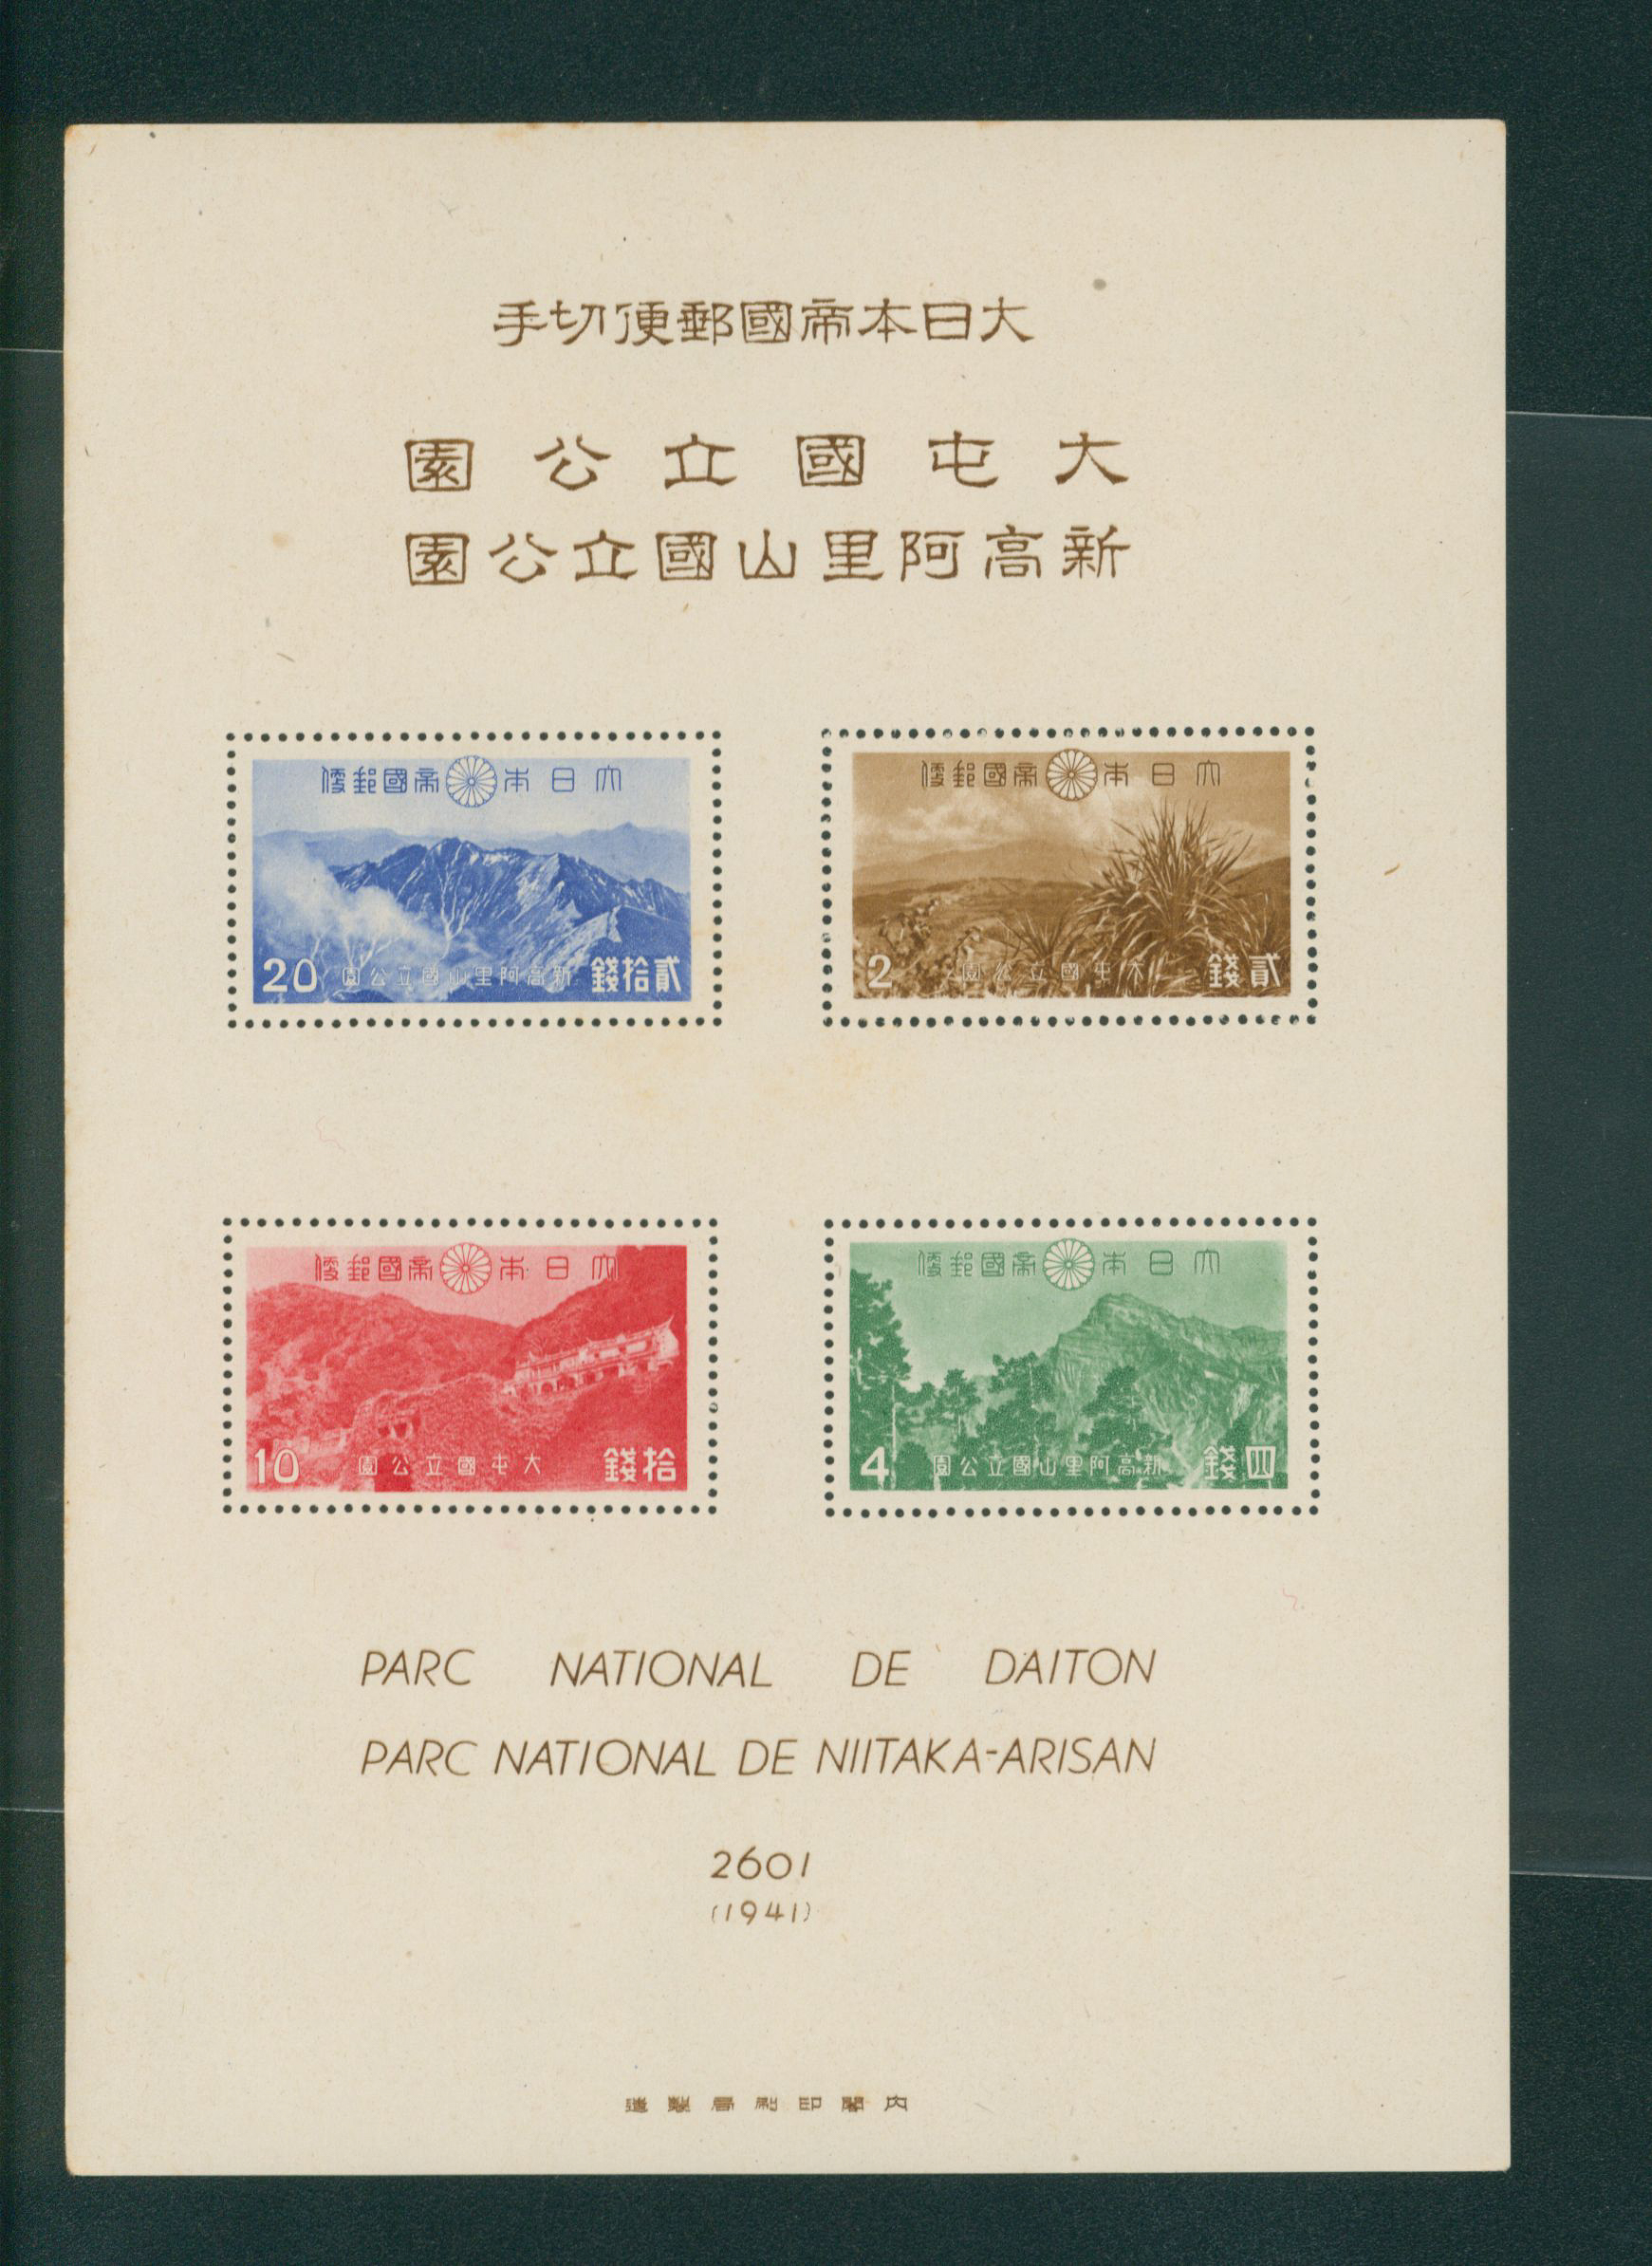 大日本帝國郵便切手
大屯國立公園
新高阿里山國立公園
大日本帝國郵便
貳錢
大屯國立公園
2
大日本帝國郵便
貳拾錢
新高阿里山國立公園
20
大日本帝國郵便
四錢
新高阿里山國立公園
4
大日本帝國郵便
拾錢
大屯國立公園
10
PARC NATIONAL DE DAITON
PARC NATIONAL DE NIITAKA-ARISAN
2601
(1941)
內閣印刷局製造